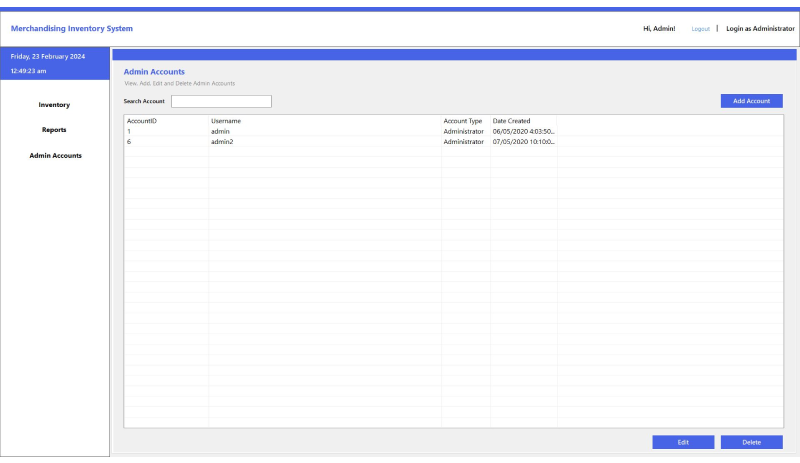 Merchandising Inventory System
Hi, Admin! Logout | Login as Administrator
Friday, 23 February 2024
12:49:23 am
Inventory
Reports
Admin Accounts
Admin Accounts
View, Add, Edit and Delete Admin Accounts
Search Account
Add Account
AccountID Username Account Type Date Created
1 admin Administrator 06/05/2020 4:03:50...
6 admin2 Administrator 07/05/2020 10:10:0...
Edit Delete